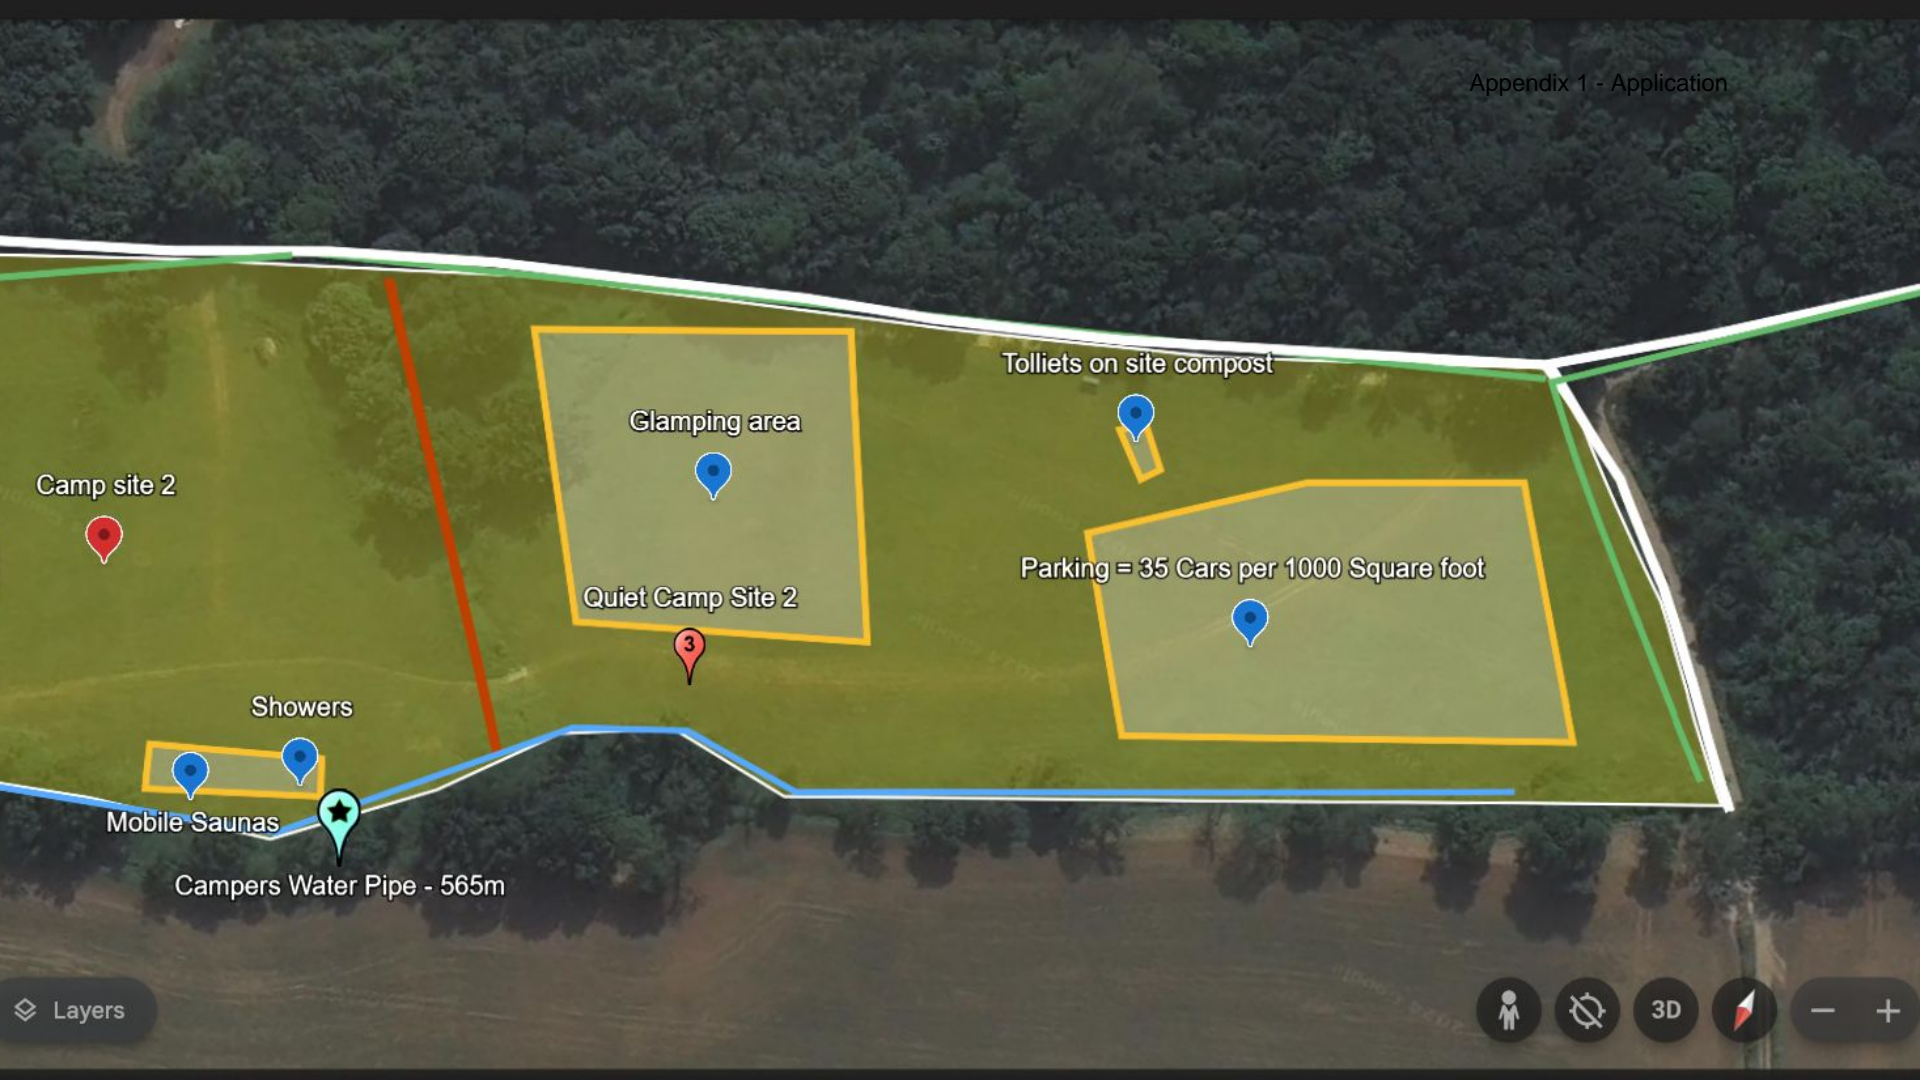 Appendix 1 - Application
Tolliets on site compost
Glamping area
Camp site 2
Parking = 35 Cars per 1000 Square foot
Quiet Camp Site 2
3
Showers
Mobile Saunas
Campers Water Pipe - 565m
Layers
3D